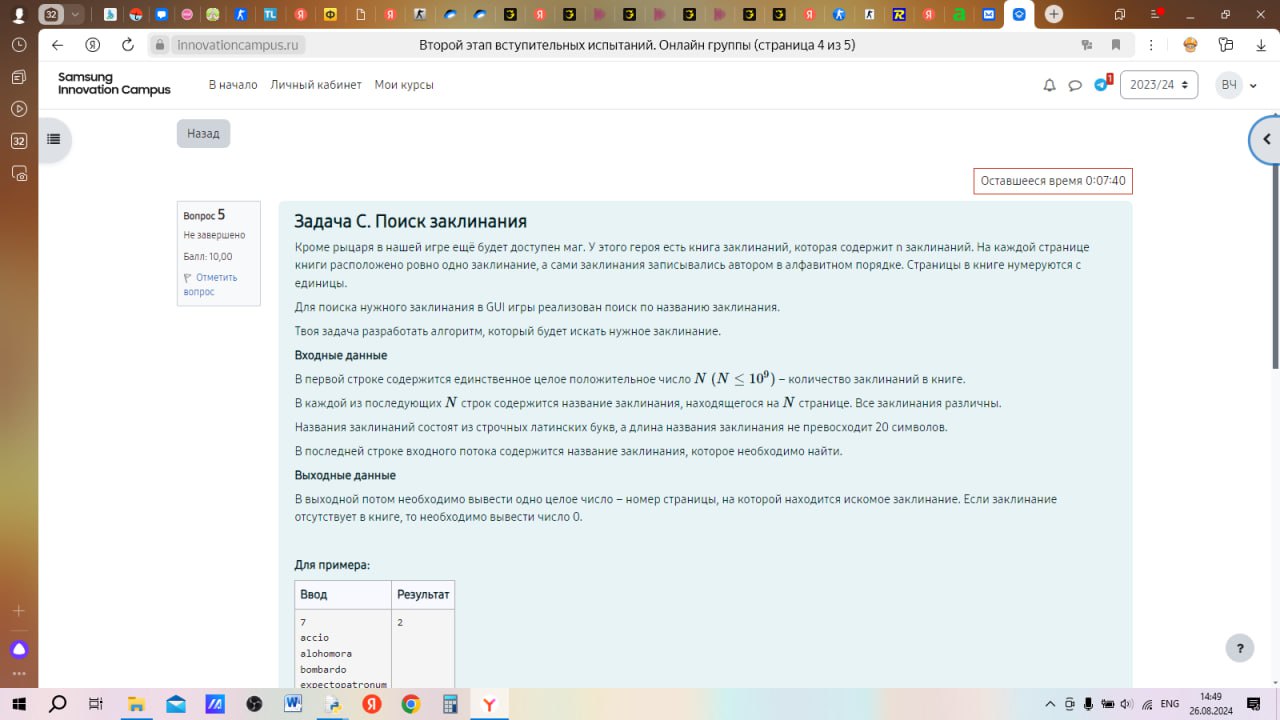 32
innovationcampus.ru
Второй этап вступительных испытаний. Онлайн группы (страница 4 из 5)
Samsung
Innovation Campus
В начало Личный кабинет Мои курсы
1
2023/24
ВЧ
32
Назад
Оставшееся время 0:07:40
Вопрос 5
Не завершено
Балл: 10,00
Отметить
вопрос
Задача C. Поиск заклинания
Кроме рыцаря в нашей игре ещё будет доступен маг. У этого героя есть книга заклинаний, которая содержит n заклинаний. На каждой странице
книги расположено ровно одно заклинание, а сами заклинания записывались автором в алфавитном порядке. Страницы в книге нумеруются с
единицы.
Для поиска нужного заклинания в GUI игры реализован поиск по названию заклинания.
Твоя задача разработать алгоритм, который будет искать нужное заклинание.
Входные данные
В первой строке содержится единственное целое положительное число N (N ≤ 10⁹) – количество заклинаний в книге.
В каждой из последующих N строк содержится название заклинания, находящегося на N странице. Все заклинания различны.
Названия заклинаний состоят из строчных латинских букв, а длина названия заклинания не превосходит 20 символов.
В последней строке входного потока содержится название заклинания, которое необходимо найти.
Выходные данные
В выходной потом необходимо вывести одно целое число – номер страницы, на которой находится искомое заклинание. Если заклинание
отсутствует в книге, то необходимо вывести число 0.
Для примера:
Ввод Результат
7 2
accio
alohomora
bombardo
expectopatronum
?
ENG
14:49
26.08.2024